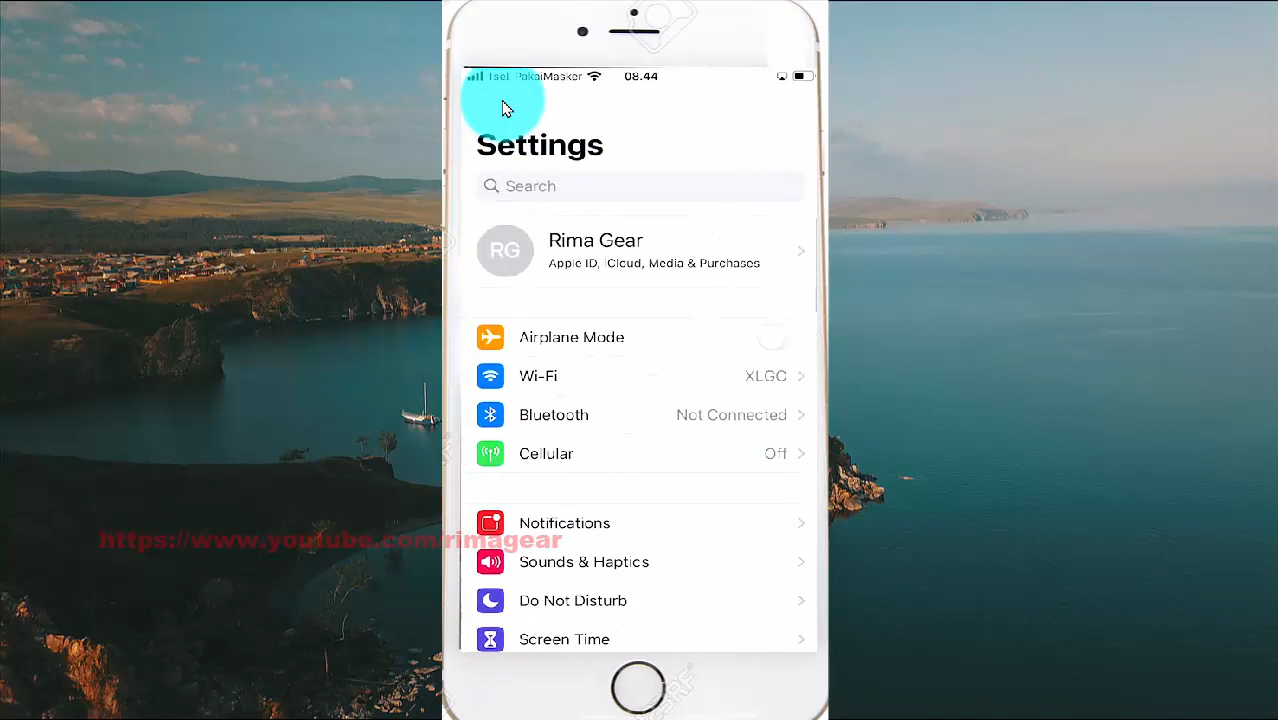 Tsel-PakaiMasker 08.44
Settings
Search
RG
Rima Gear
Apple ID, iCloud, Media & Purchases
Airplane Mode
Wi-Fi XLGO
Bluetooth Not Connected
Cellular Off
Notifications
https://www.youtube.com/rimagear
Sounds & Haptics
Do Not Disturb
Screen Time